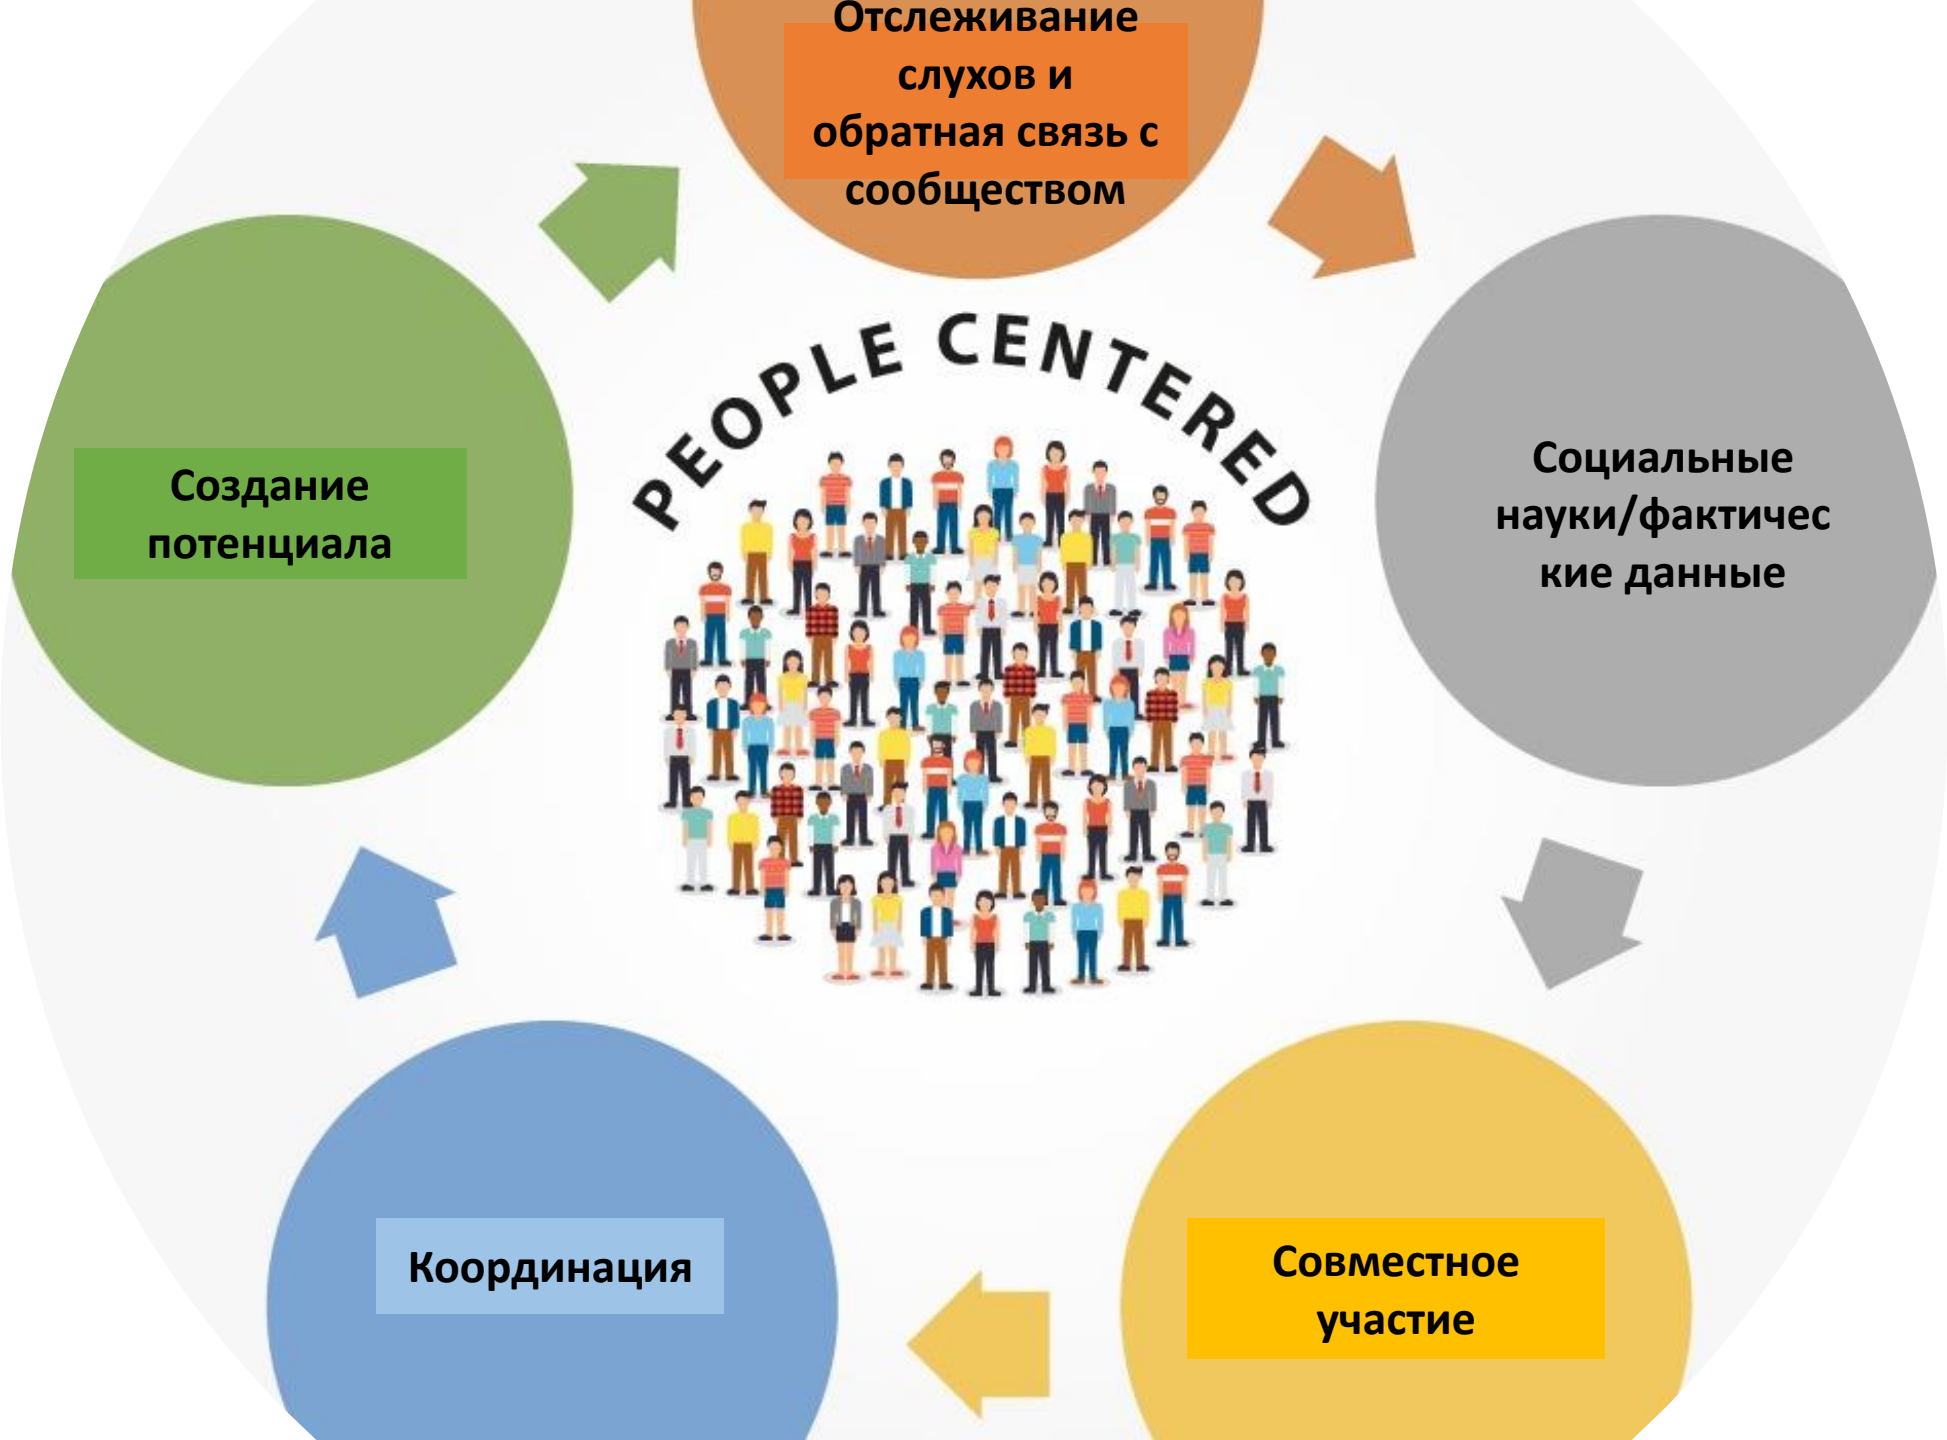 Отслеживание
слухов и
обратная связь с
сообществом
PEOPLE CENTERED
Создание
потенциала
Социальные
науки/фактичес
кие данные
Координация
Совместное
участие